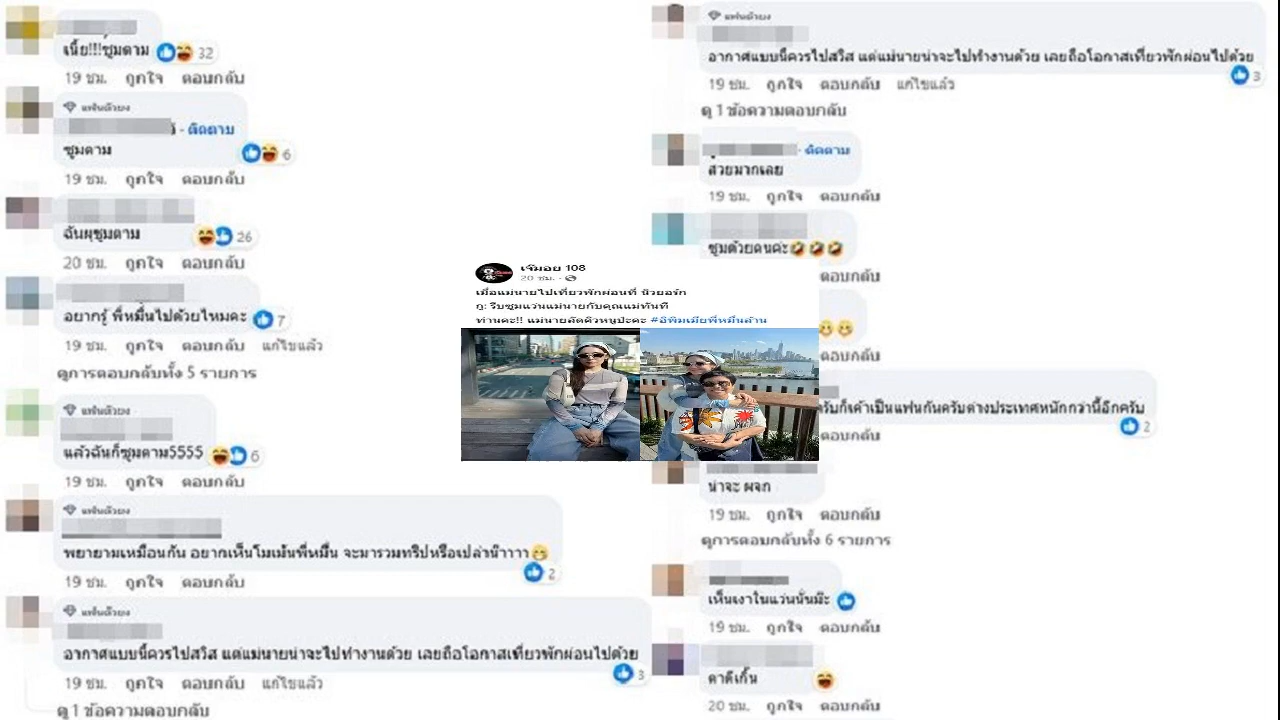 เนี้ย!!!ซูมตาม
32
19 ชม. ถูกใจ ตอบกลับ
แฟนตัวยง
· ติดตาม
ซูมตาม
6
19 ชม. ถูกใจ ตอบกลับ
ฉันผุซูมตาม
26
20 ชม. ถูกใจ ตอบกลับ
อยากรู้ พี่หมื่นไปด้วยไหมคะ
7
19 ชม. ถูกใจ ตอบกลับ แก้ไขแล้ว
ดูการตอบกลับทั้ง 5 รายการ
แฟนตัวยง
แล้วฉันก็ซูมตาม5555
6
19 ชม. ถูกใจ ตอบกลับ
แฟนตัวยง
พยายามเหมือนกัน อยากเห็นโมเม้นพี่หมื่น จะมารวมทริปหรือเปล่าน๊าาาา
2
19 ชม. ถูกใจ ตอบกลับ
แฟนตัวยง
อากาศแบบนี้ควรไปสวิส แต่แม่นายน่าจะไปทำงานด้วย เลยถือโอกาสเที่ยวพักผ่อนไปด้วย
3
19 ชม. ถูกใจ ตอบกลับ แก้ไขแล้ว
ดู 1 ข้อความตอบกลับ
เจ๊มอย 108
20 ชม. ·
เมื่อแม่นายไปเที่ยวพักผ่อนที่ นิวยอร์ก
กู: รีบซูมแว่นแม่นายกับคุณแม่ทันที
ท่านคะ!! แม่นายลัดคิวหนูป่ะคะ #อีพิมเมียพี่หมื่นอ่าน
แฟนตัวยง
อากาศแบบนี้ควรไปสวิส แต่แม่นายน่าจะไปทำงานด้วย เลยถือโอกาสเที่ยวพักผ่อนไปด้วย
3
19 ชม. ถูกใจ ตอบกลับ แก้ไขแล้ว
ดู 1 ข้อความตอบกลับ
· ติดตาม
สวยมากเลย
19 ชม. ถูกใจ ตอบกลับ
ซูมด้วยคนค่ะ
ตอบกลับ
ตอบกลับ
ครับก็เค้าเป็นแฟนกันครับต่างประเทศหนักกว่านี้อีกครับ
2
ตอบกลับ
น่าจะ ผจก
19 ชม. ถูกใจ ตอบกลับ
ดูการตอบกลับทั้ง 6 รายการ
เห็นเงาในแว่นนั่นม๊ะ
19 ชม. ถูกใจ ตอบกลับ
ตาดีเกิ๊น
20 ชม. ถูกใจ ตอบกลับ